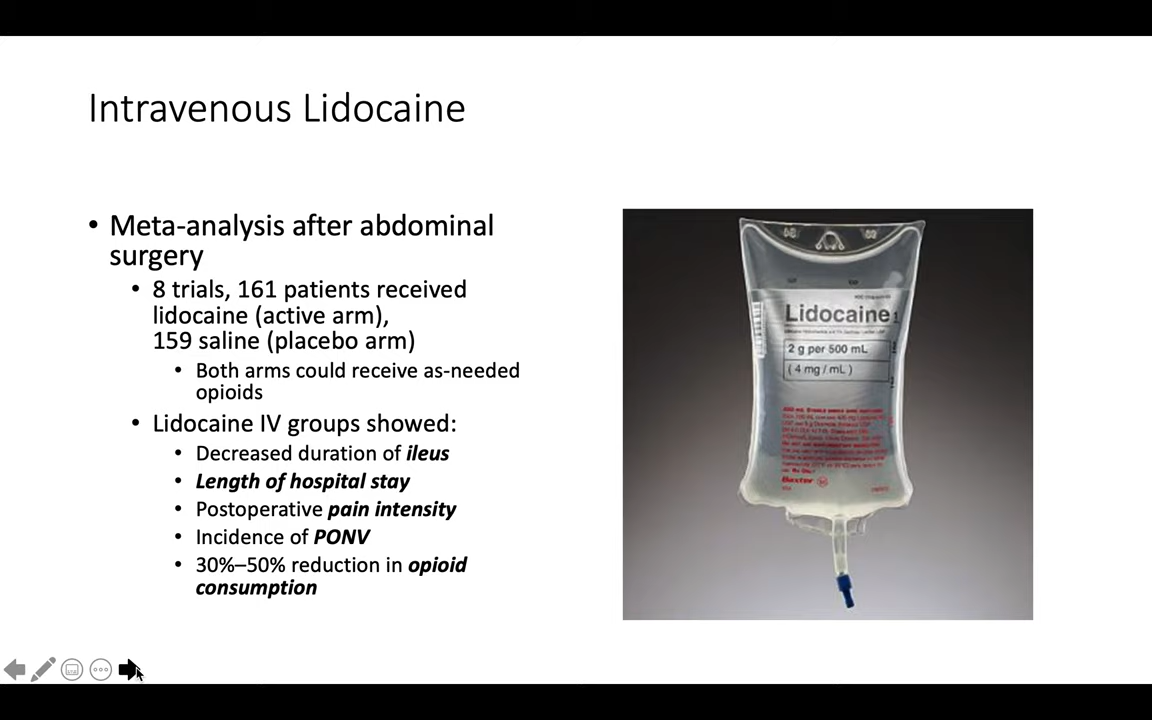 Intravenous Lidocaine
• Meta-analysis after abdominal
surgery
• 8 trials, 161 patients received
lidocaine (active arm),
159 saline (placebo arm)
• Both arms could receive as-needed
opioids
• Lidocaine IV groups showed:
• Decreased duration of ileus
• Length of hospital stay
• Postoperative pain intensity
• Incidence of PONV
• 30%–50% reduction in opioid
consumption
Lidocaine
2 g per 500 mL
( 4 mg / mL )
Baxter